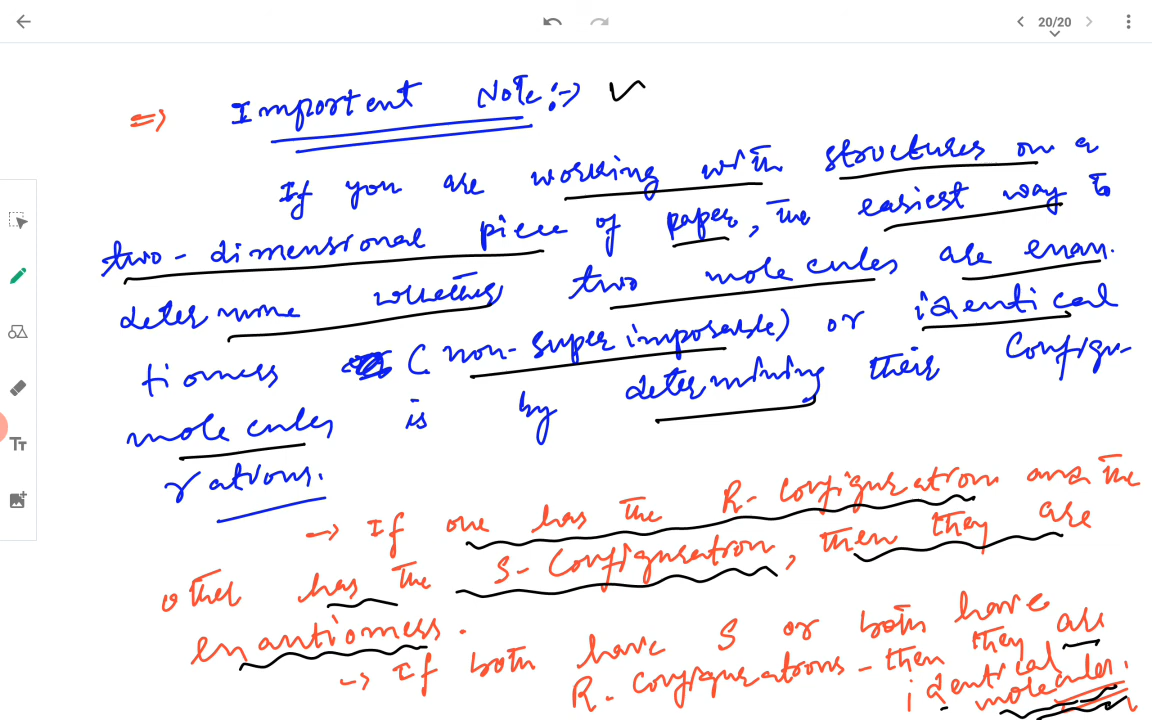 20/20
=> Important Note:->
If you are working with structures on a
two-dimensional piece of paper, the easiest way to
determine whether two molecules are enan.
tiomers (non-superimposable) or identical
molecules is by determining their configu-
rations.
-> If one has the R-configuration and the
other has the S-configuration, then they are
enantiomers.
-> If both have S or both have
R-configurations - then they are
identical molecules.
Tт